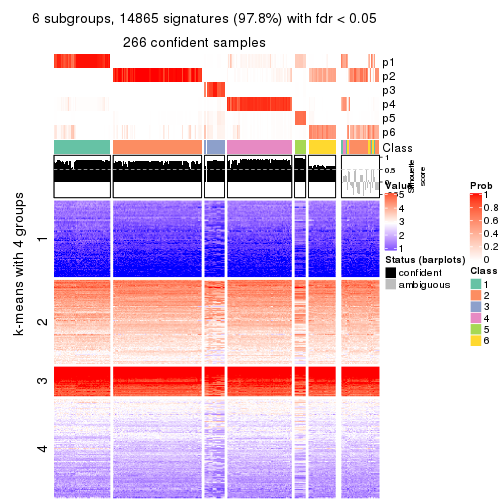 6 subgroups, 14865 signatures (97.8%) with fdr < 0.05
266 confident samples
p1
p2
p3
p4
p5
p6
Class
1
0.5
0
Silhouette
score
k-means with 4 groups
1
2
3
4
Value
5
4
3
2
1
Status (barplots)
confident
ambiguous
Prob
1
0.8
0.6
0.4
0.2
0
Class
1
2
3
4
5
6